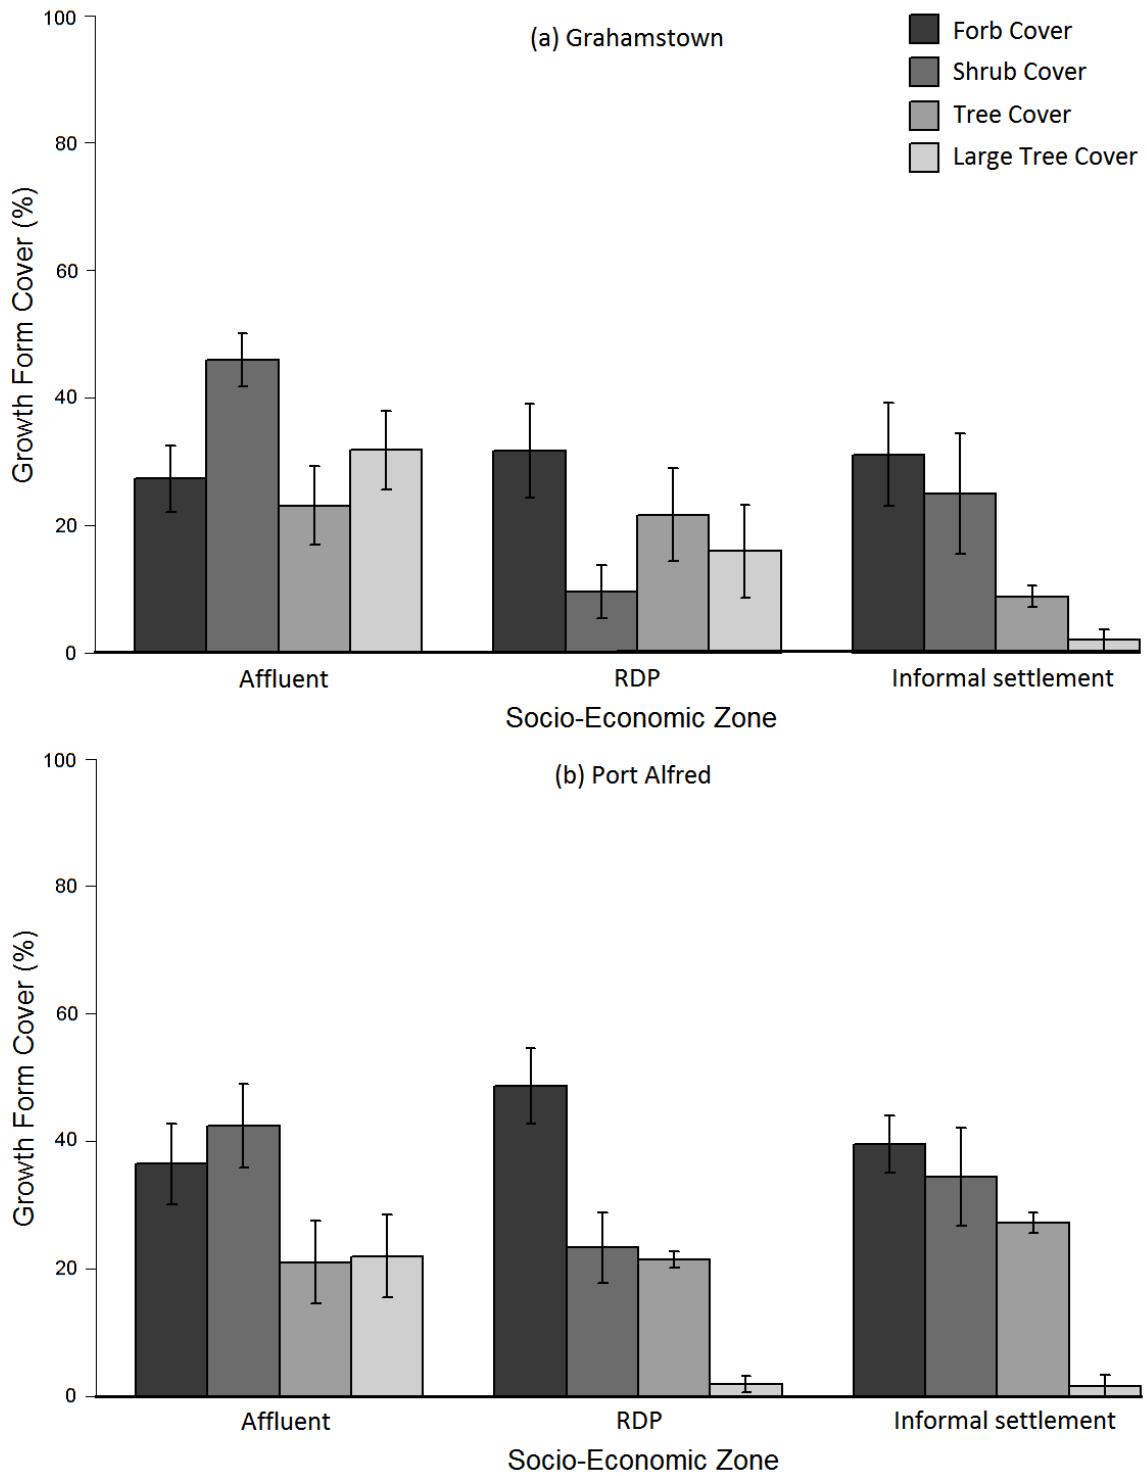 (a) Grahamstown
Forb Cover
Shrub Cover
Tree Cover
Large Tree Cover
Growth Form Cover (%)
100
80
60
40
20
0
Affluent RDP Informal settlement
Socio-Economic Zone
(b) Port Alfred
Growth Form Cover (%)
100
80
60
40
20
0
Affluent RDP Informal settlement
Socio-Economic Zone